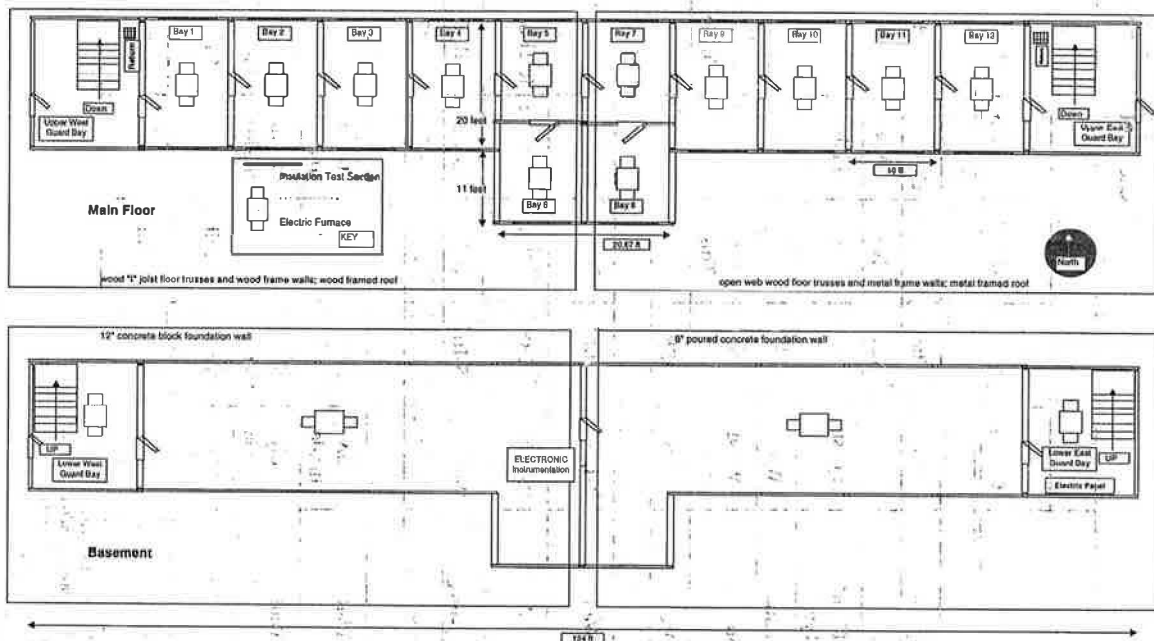 Bay 1
Bay 2
Bay 3
Bay 4
Bay 5
Bay 7
Bay 9
Bay 10
Bay 11
Bay 12
Return
Down
Upper West
Guard Bay
20 feet
11 feet
Down
Upper East
Guard Bay
10 ft
Insulation Test Section
Electric Furnace
KEY
Main Floor
Bay 6
Bay 8
20.67 ft
North
wood "I" joist floor trusses and wood frame walls; wood framed roof
open web wood floor trusses and metal frame walls; metal framed roof
12" concrete block foundation wall
8" poured concrete foundation wall
UP
Lower West
Guard Bay
ELECTRONIC
Instrumentation
Lower East
Guard Bay
UP
Electric Panel
Basement